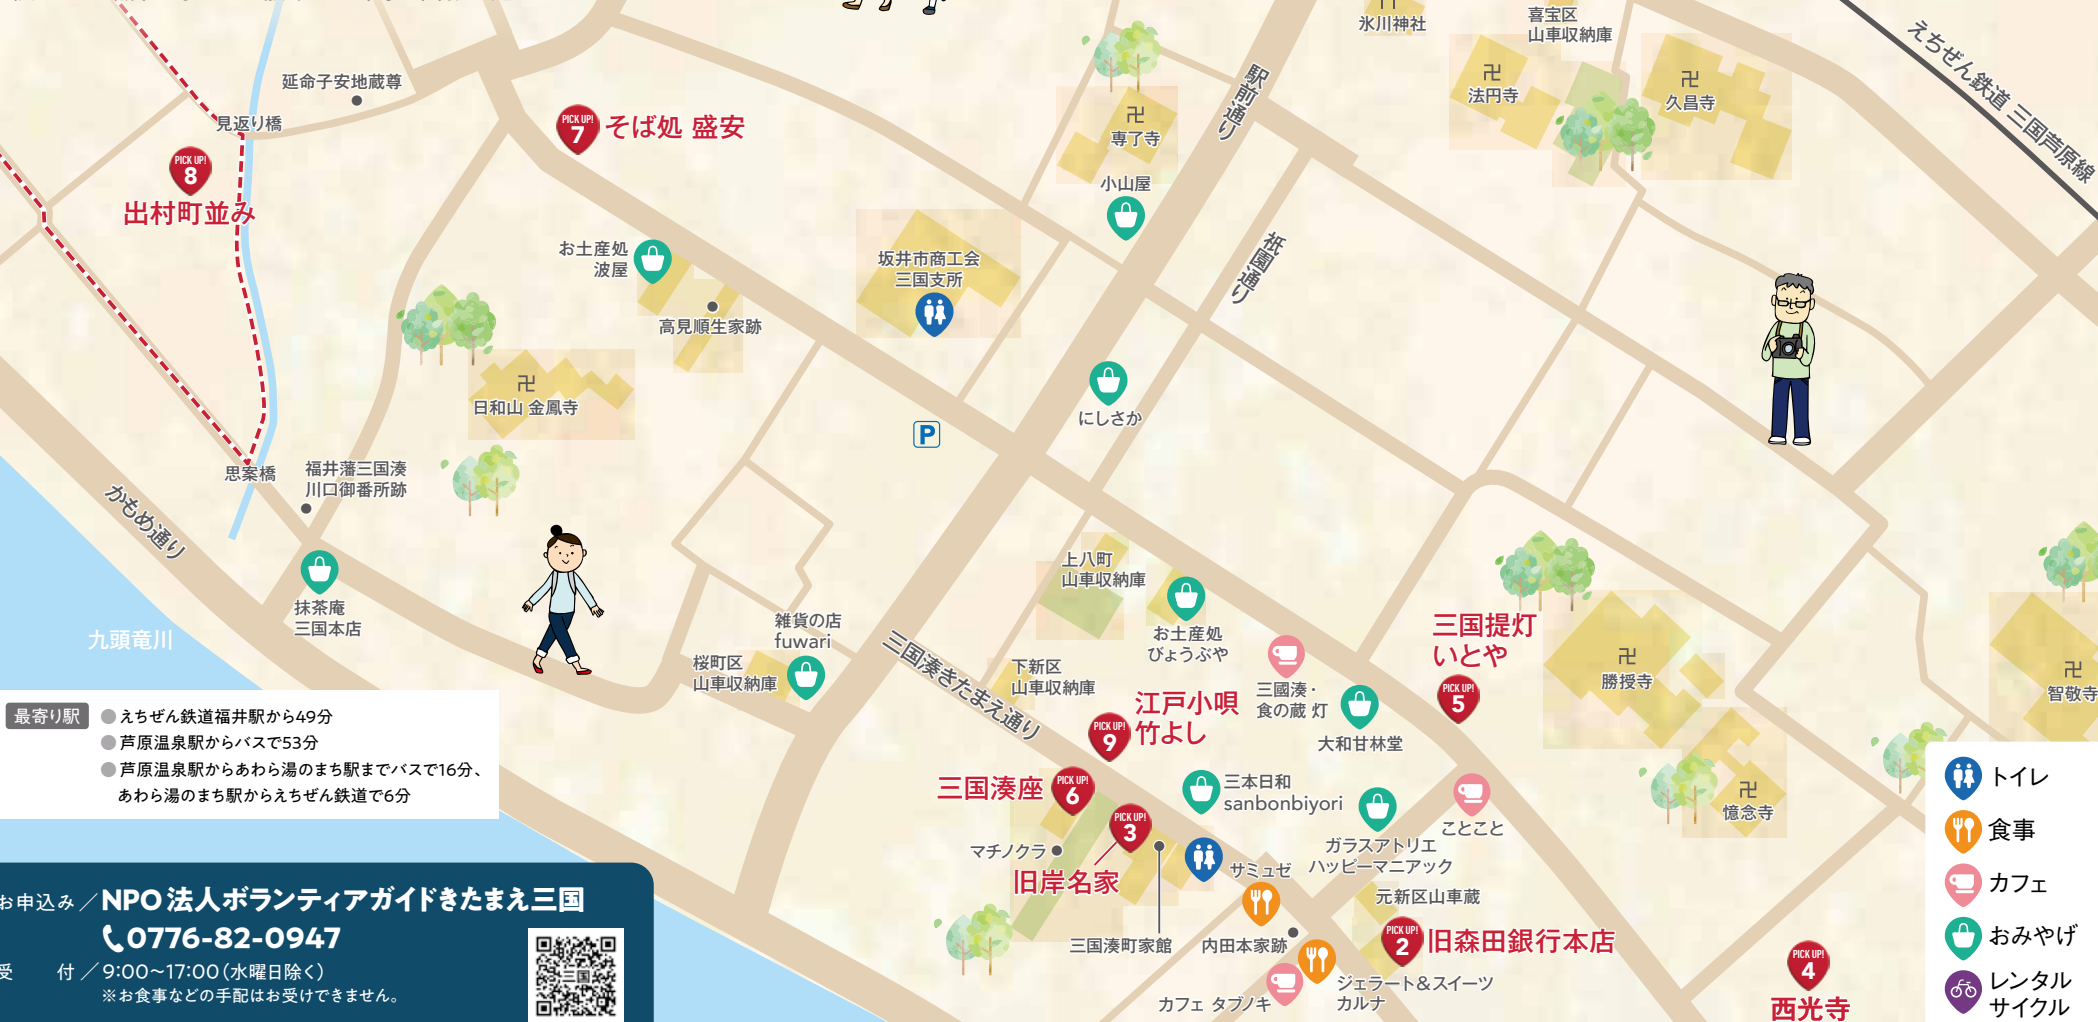 氷川神社
喜宝区
山車収納庫
えちぜん鉄道 三国芦原線
延命子安地蔵尊
見返り橋
PICK UP!
7
そば処 盛安
駅前通り
卍
専了寺
卍
法円寺
卍
久昌寺
PICK UP!
8
出村町並み
小山屋
お土産処
波屋
高見順生家跡
坂井市商工会
三国支所
祇園通り
卍
日和山 金鳳寺
にしさか
P
思案橋
福井藩三国湊
川口御番所跡
かもめ通り
抹茶庵
三国本店
九頭竜川
雑貨の店
fuwari
桜町区
山車収納庫
上八町
山車収納庫
お土産処
びょうぶや
三国湊きたまえ通り
下新区
山車収納庫
三國湊・
食の蔵 灯
大和甘林堂
三国提灯
いとや
PICK UP!
5
卍
勝授寺
卍
智敬寺
江戸小唄
竹よし
PICK UP!
9
三国湊座
PICK UP!
6
PICK UP!
3
旧岸名家
マチノクラ
三本日和
sanbonbiyori
ガラスアトリエ
ハッピーマニアック
ことこと
卍
憶念寺
サミュゼ
元新区山車蔵
三国湊町家館
内田本家跡
PICK UP!
2
旧森田銀行本店
カフェ タブノキ
ジェラート&スイーツ
カルナ
PICK UP!
4
西光寺
最寄り駅
●えちぜん鉄道福井駅から49分
●芦原温泉駅からバスで53分
●芦原温泉駅からあわら湯のまち駅までバスで16分、
あわら湯のまち駅からえちぜん鉄道で6分
お申込み／NPO法人ボランティアガイドきたまえ三国
0776-82-0947
受 付／9:00~17:00(水曜日除く)
※お食事などの手配はお受けできません。
三国
トイレ
食事
カフェ
おみやげ
レンタル
サイクル